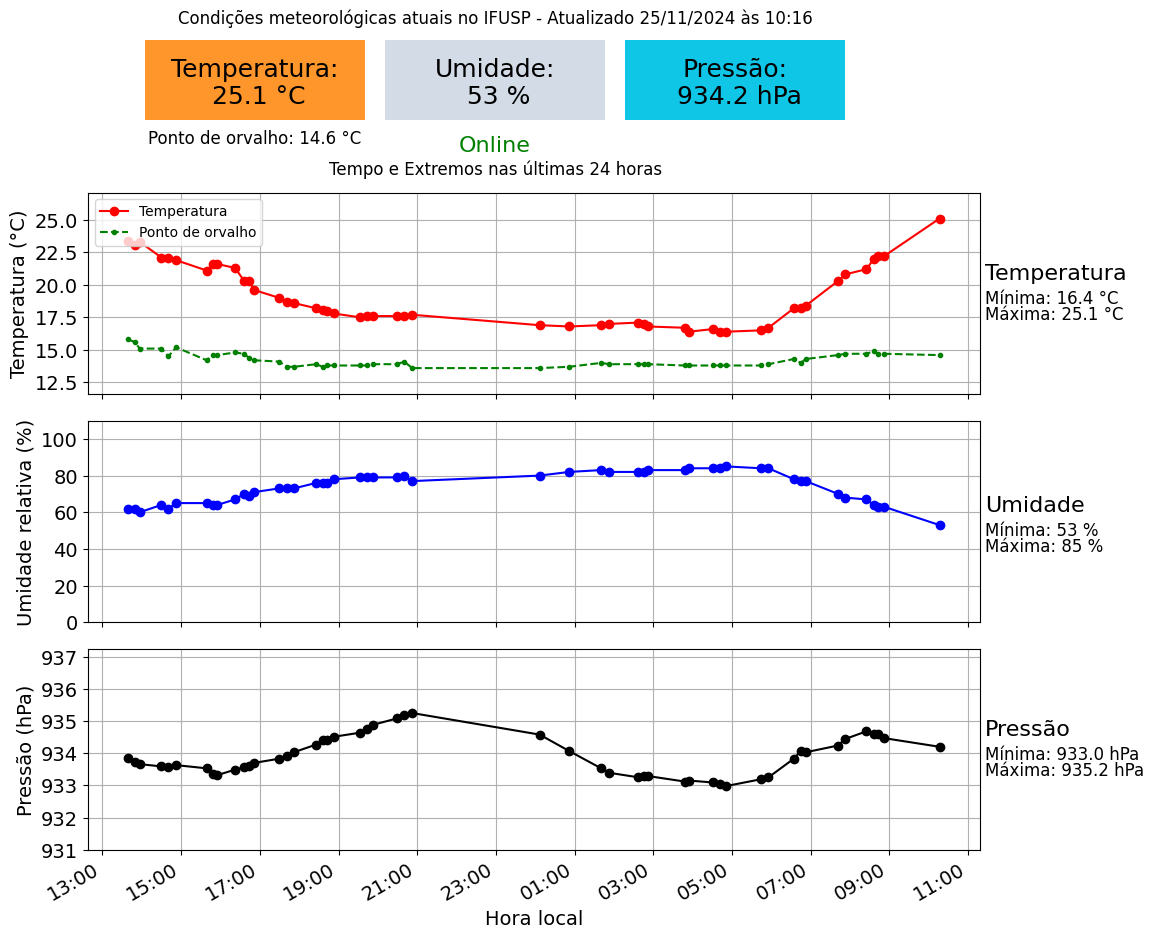 Condições meteorológicas atuais no IFUSP - Atualizado 25/11/2024 às 10:16
Temperatura:
25.1 °C
Umidade:
53 %
Pressão:
934.2 hPa
Ponto de orvalho: 14.6 °C
Online
Tempo e Extremos nas últimas 24 horas
Temperatura (°C)
25.0
22.5
20.0
17.5
15.0
12.5
Temperatura
Ponto de orvalho
Temperatura
Mínima: 16.4 °C
Máxima: 25.1 °C
Umidade relativa (%)
100
80
60
40
20
0
Umidade
Mínima: 53 %
Máxima: 85 %
Pressão (hPa)
937
936
935
934
933
932
931
Pressão
Mínima: 933.0 hPa
Máxima: 935.2 hPa
13:00 15:00 17:00 19:00 21:00 23:00 01:00 03:00 05:00 07:00 09:00 11:00
Hora local